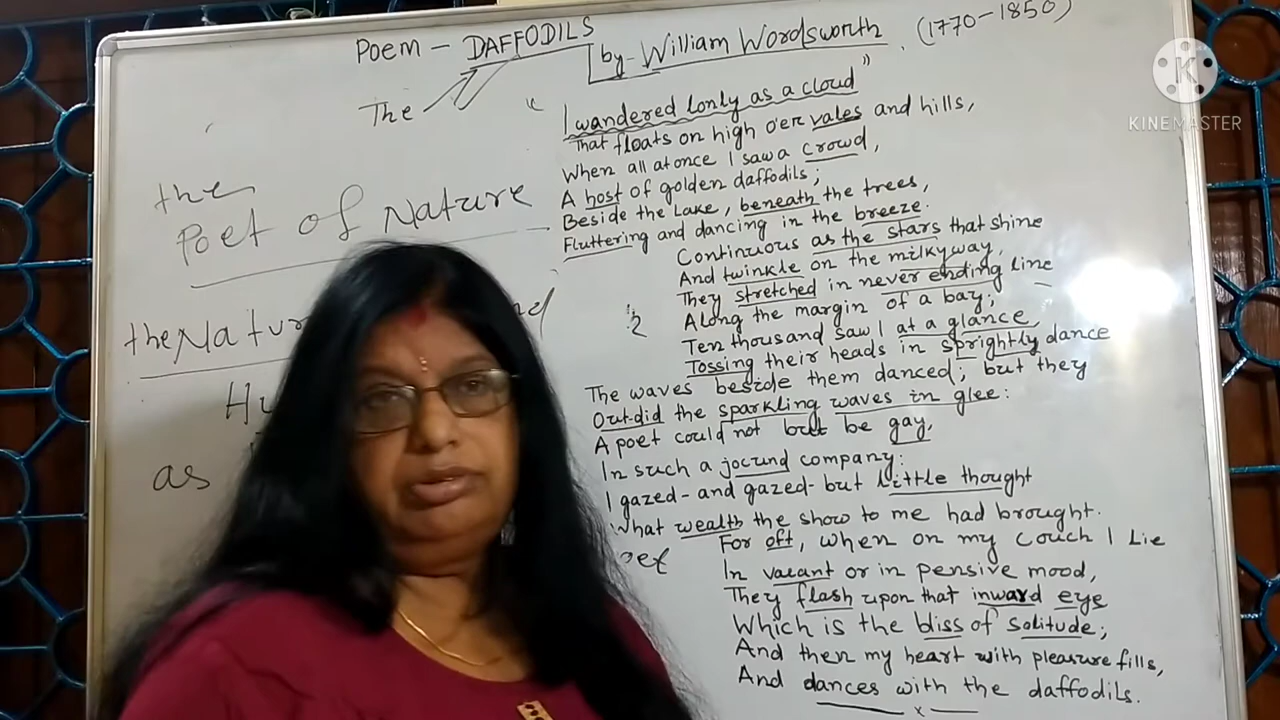 Poem - DAFFODILS
by - William Wordsworth . (1770-1850)
The
KINEMASTER
" I wandered lonly as a cloud "
That floats on high o'er vales and hills,
When all at once I saw a crowd,
A host of golden daffodils;
Beside the Lake, beneath the trees,
Fluttering and dancing in the breeze.
the
Poet of Nature
Continuous as the stars that shine
And twinkle on the milkyway,
They stretched in never ending line
Along the margin of a bay;
Ten thousand saw I at a glance,
Tossing their heads in sprightly dance
2
the Natur
The waves beside them danced; but they
Out-did the sparkling waves in glee:
A poet could not but be gay,
In such a jocund company:
I gazed- and gazed- but little thought
What wealth the show to me had brought.
as
For oft, when on my couch I Lie
In vacant or in pensive mood,
They flash upon that inward eye
Which is the bliss of solitude;
And then my heart with pleasure fills,
And dances with the daffodils.
x